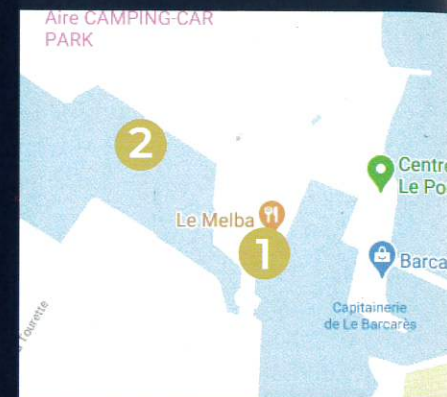 Aire CAMPING-CAR
PARK
2
Centre
Le Po
Le Melba
1
Barca
Capitainerie
de Le Barcarès
Tourette